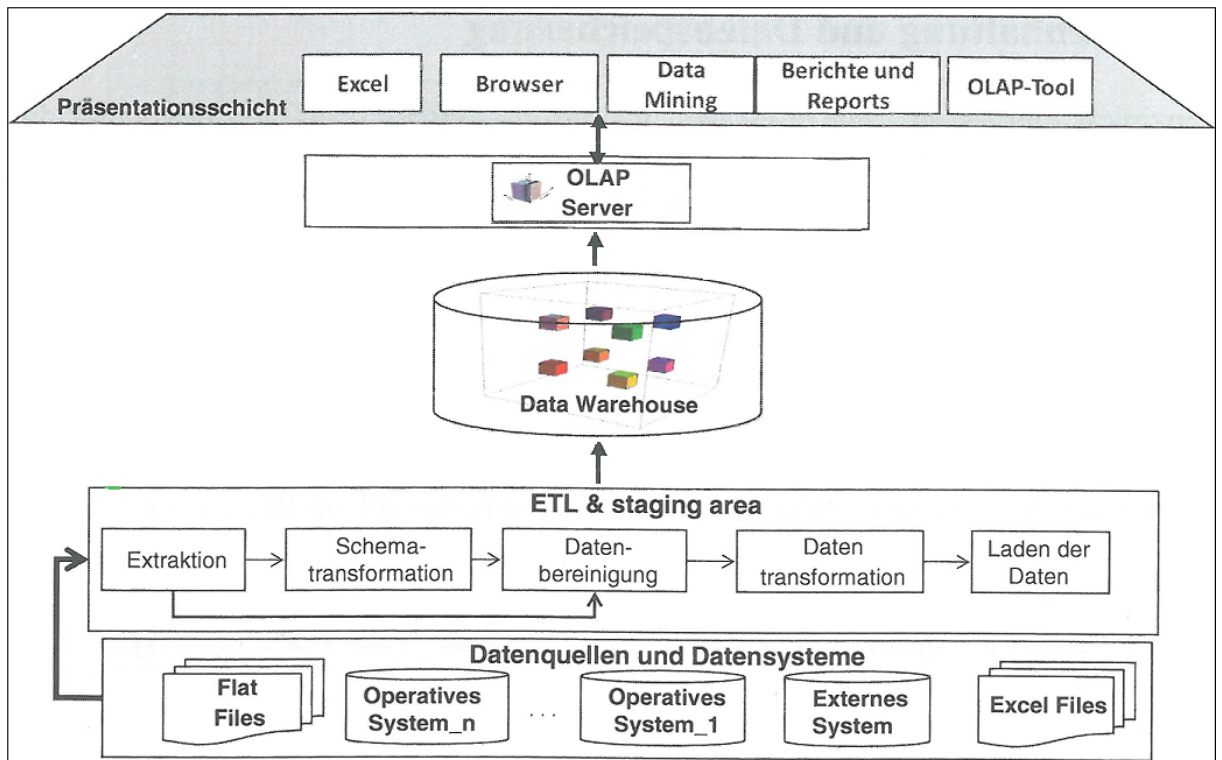 Excel
Browser
Data
Mining
Berichte und
Reports
OLAP-Tool
Präsentationsschicht
OLAP
Server
Data Warehouse
ETL & staging area
Extraktion
Schema-
transformation
Daten-
bereinigung
Daten
transformation
Laden der
Daten
Datenquellen und Datensysteme
Flat
Files
Operatives
System_n
...
Operatives
System_1
Externes
System
Excel Files